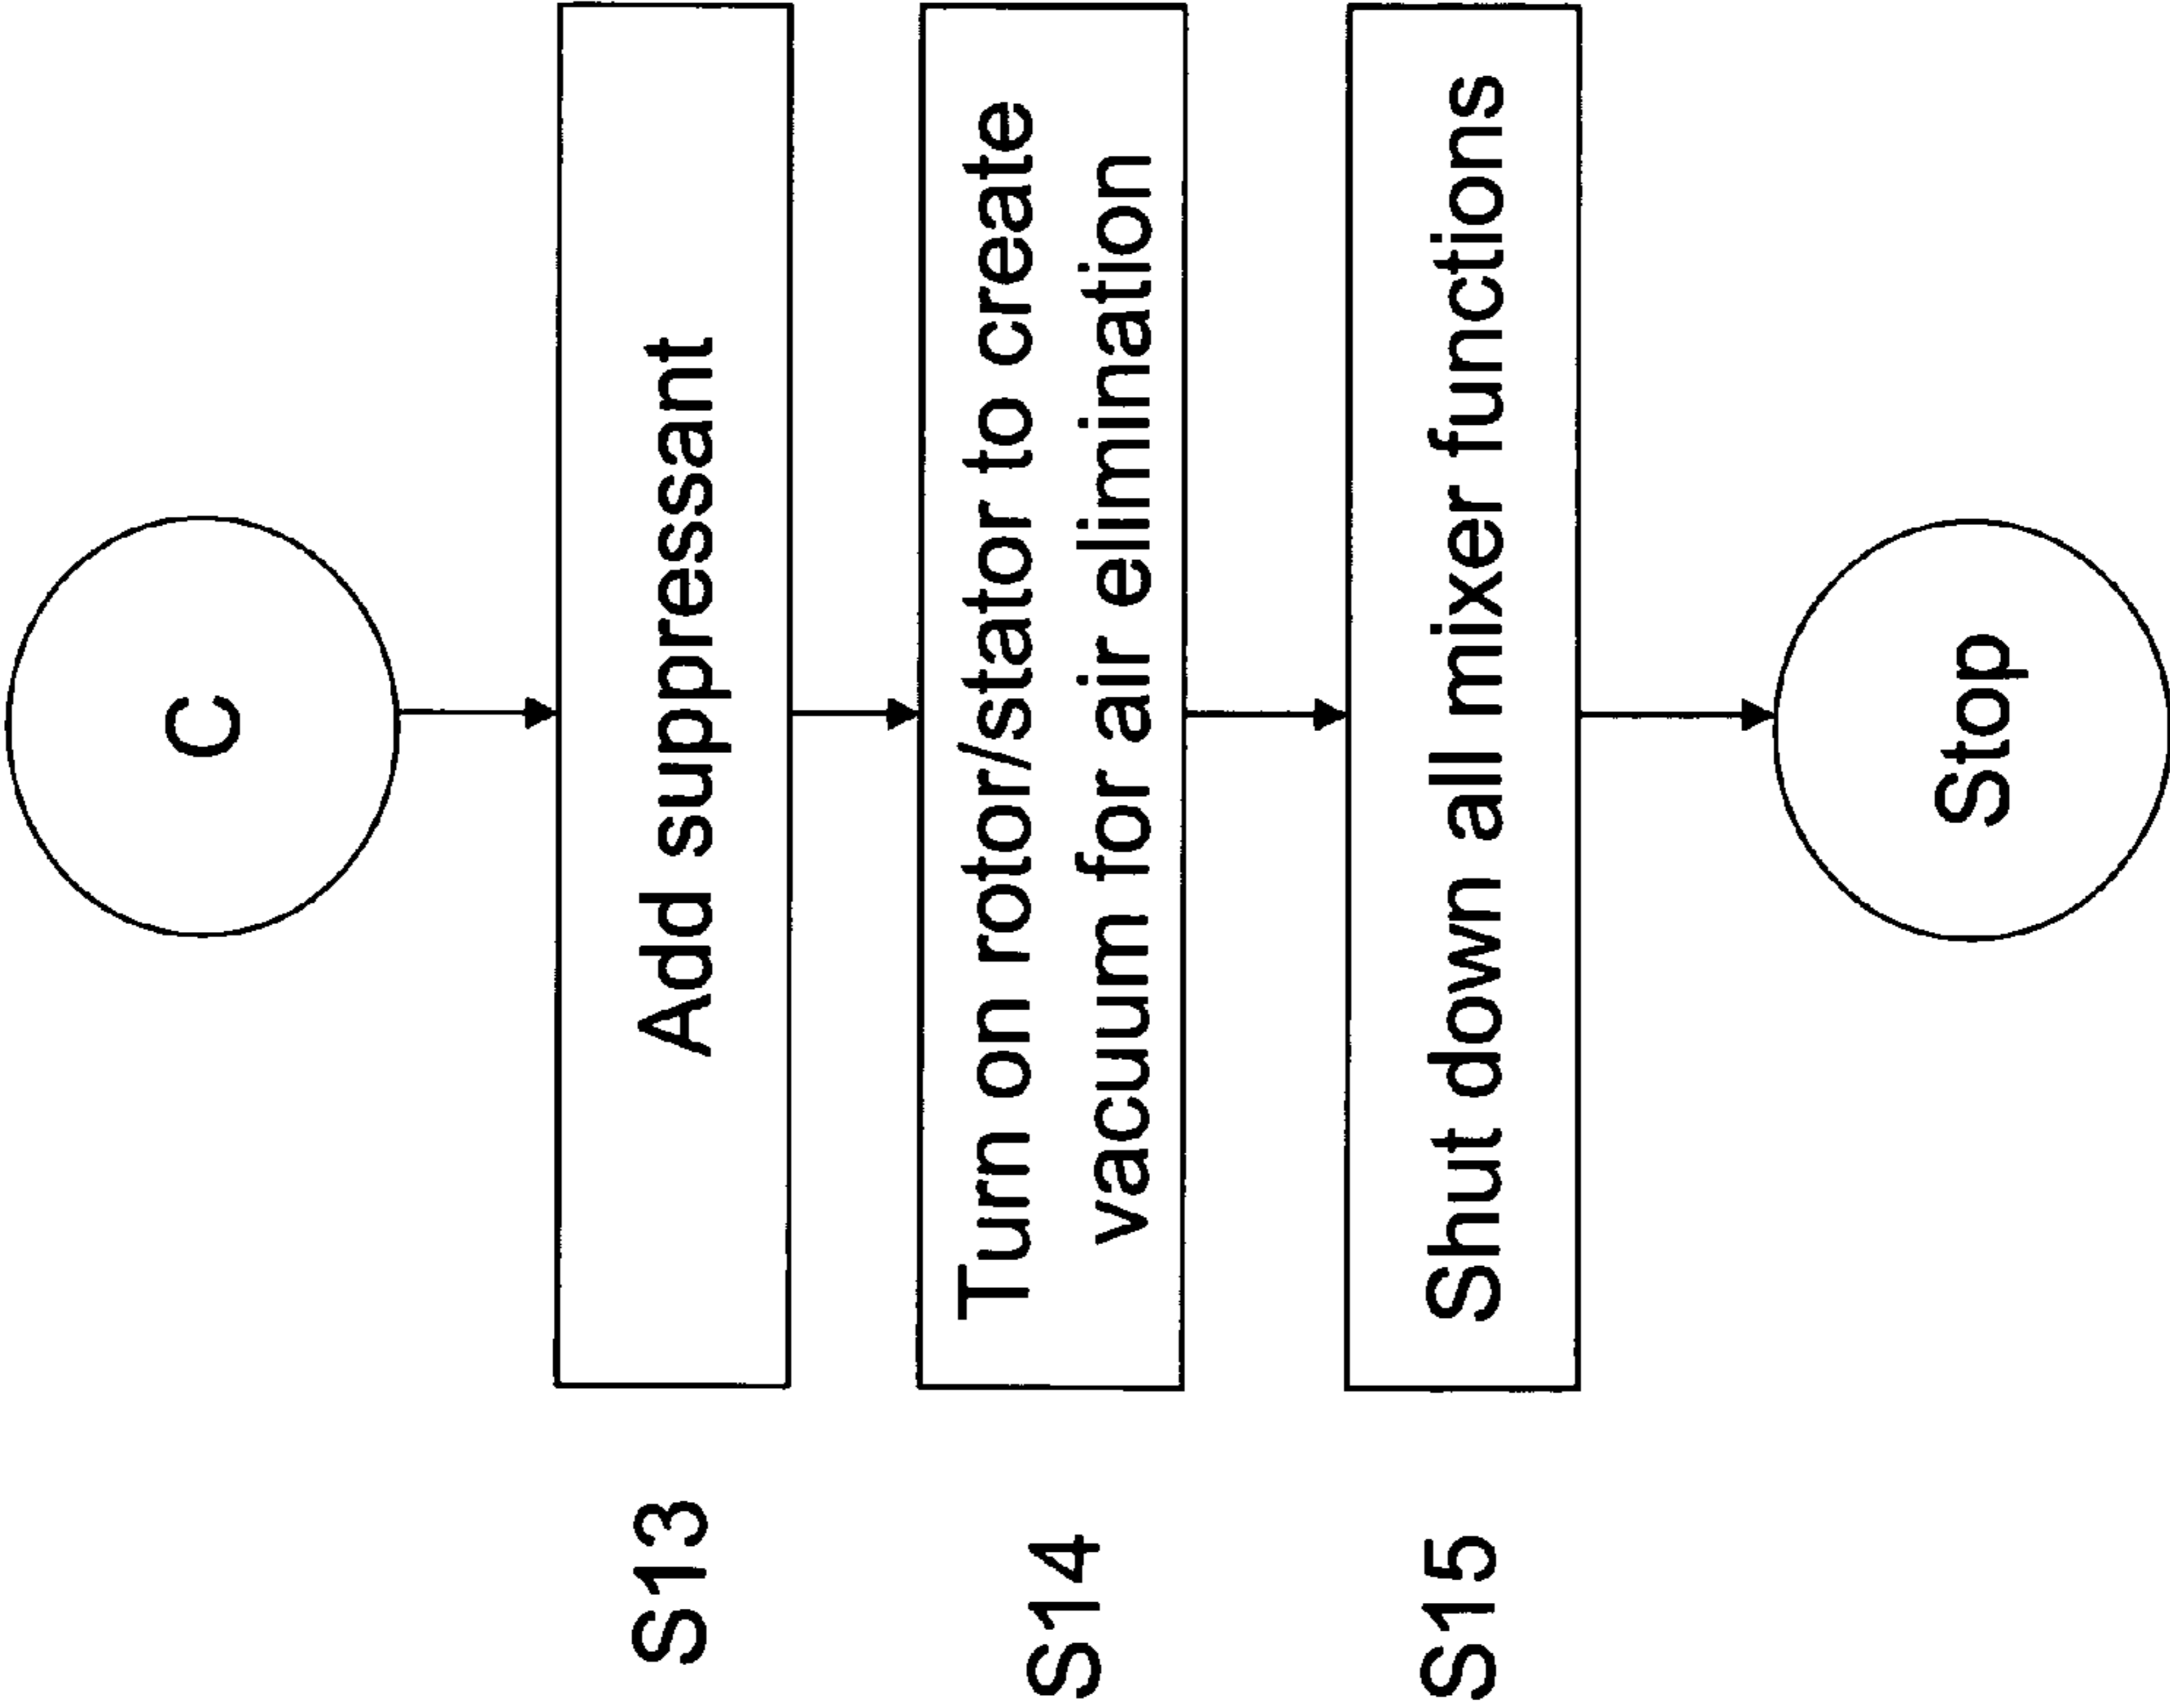 C
S13
Add suppressant
S14
Turn on rotor/stator to create
vacuum for air elimination
S15
Shut down all mixer functions
Stop